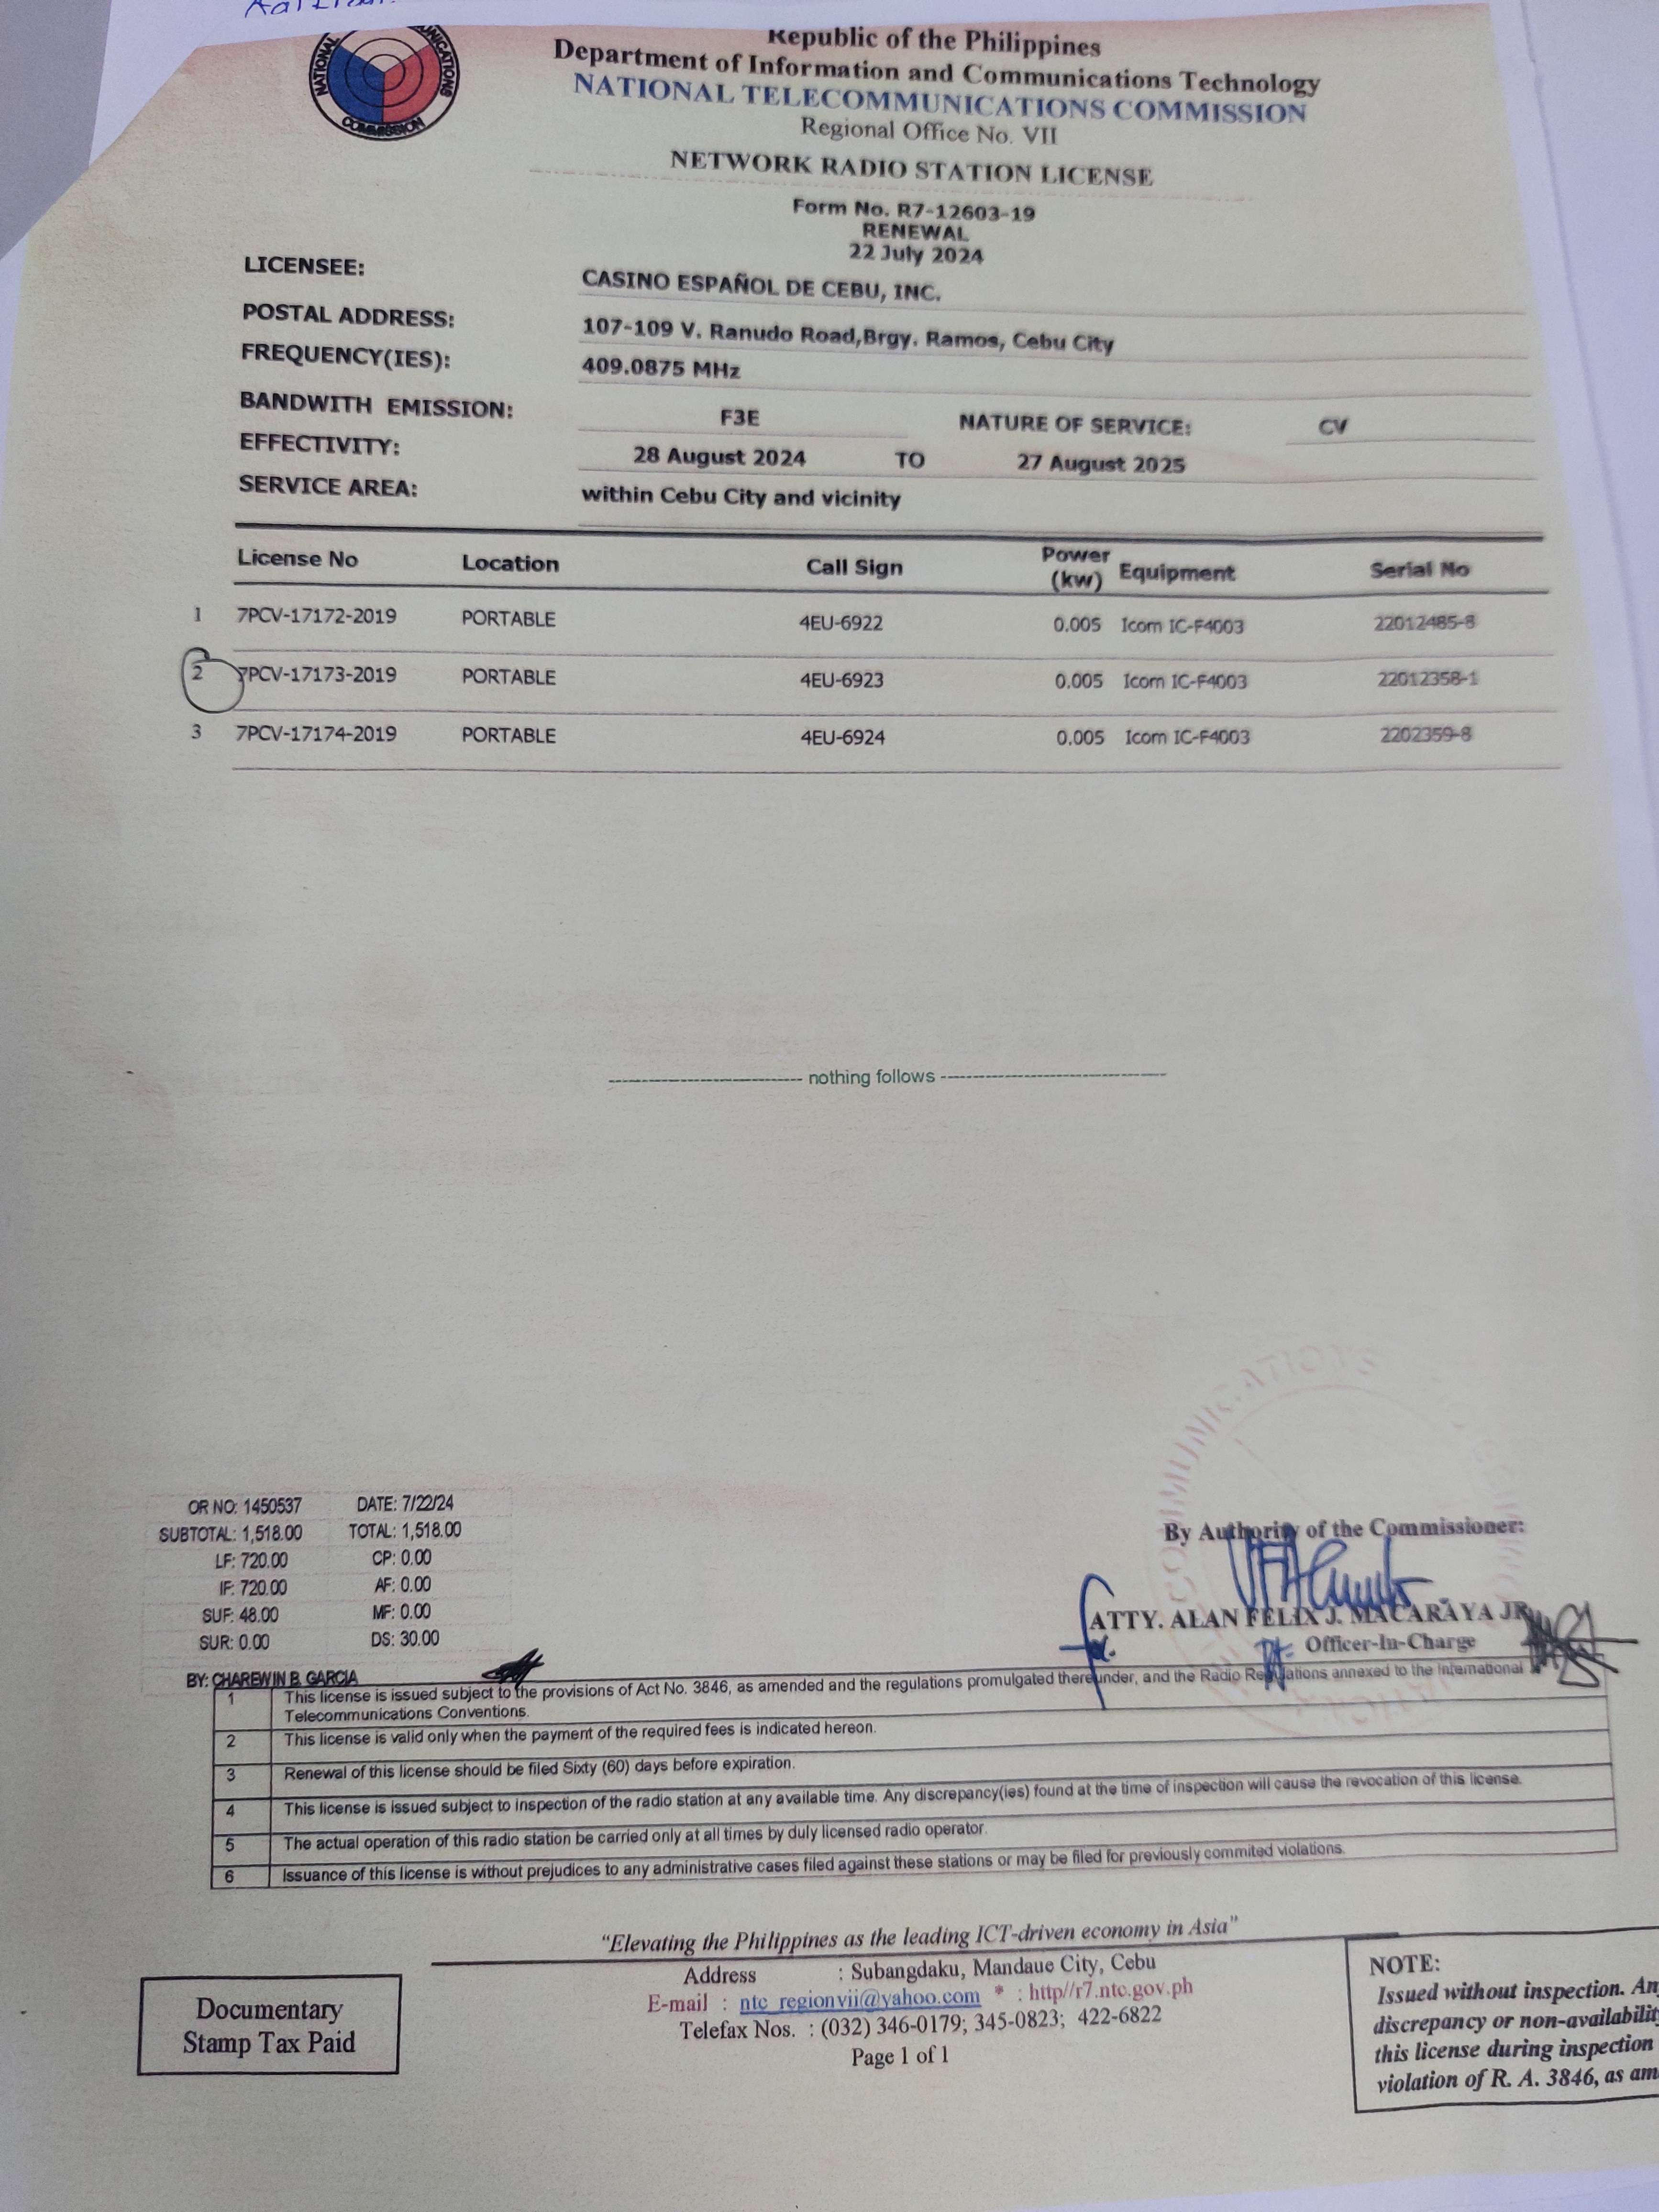 NATIONAL
COMMISSION
Republic of the Philippines
Department of Information and Communications Technology
NATIONAL TELECOMMUNICATIONS COMMISSION
Regional Office No. VII
NETWORK RADIO STATION LICENSE
Form No. R7-12603-19
RENEWAL
22 July 2024
LICENSEE: CASINO ESPAÑOL DE CEBU, INC.
POSTAL ADDRESS: 107-109 V. Ranudo Road,Brgy. Ramos, Cebu City
FREQUENCY(IES): 409.0875 MHz
BANDWITH EMISSION: F3E NATURE OF SERVICE: CV
EFFECTIVITY: 28 August 2024 TO 27 August 2025
SERVICE AREA: within Cebu City and vicinity
License No Location Call Sign Power (kw) Equipment Serial No
1 7PCV-17172-2019 PORTABLE 4EU-6922 0.005 Icom IC-F4003 22012485-8
2 7PCV-17173-2019 PORTABLE 4EU-6923 0.005 Icom IC-F4003 22012358-1
3 7PCV-17174-2019 PORTABLE 4EU-6924 0.005 Icom IC-F4003 2202359-8
nothing follows
OR NO: 1450537 DATE: 7/22/24
SUBTOTAL: 1,518.00 TOTAL: 1,518.00
LF: 720.00 CP: 0.00
IF: 720.00 AF: 0.00
SUF: 48.00 MF: 0.00
SUR: 0.00 DS: 30.00
BY: CHAREWIN B. GARCIA
By Authority of the Commissioner:
ATTY. ALAN FELIX J. MACARAYA JR.
Officer-In-Charge
1 This license is issued subject to the provisions of Act No. 3846, as amended and the regulations promulgated thereunder, and the Radio Regulations annexed to the International
Telecommunications Conventions.
2 This license is valid only when the payment of the required fees is indicated hereon.
3 Renewal of this license should be filed Sixty (60) days before expiration.
4 This license is issued subject to inspection of the radio station at any available time. Any discrepancy(ies) found at the time of inspection will cause the revocation of this license.
5 The actual operation of this radio station be carried only at all times by duly licensed radio operator.
6 Issuance of this license is without prejudices to any administrative cases filed against these stations or may be filed for previously commited violations.
"Elevating the Philippines as the leading ICT-driven economy in Asia"
Address : Subangdaku, Mandaue City, Cebu
E-mail : ntc_regionvii@yahoo.com * : http//r7.ntc.gov.ph
Telefax Nos. : (032) 346-0179; 345-0823; 422-6822
Page 1 of 1
Documentary
Stamp Tax Paid
NOTE:
Issued without inspection. An
discrepancy or non-availability
this license during inspection
violation of R. A. 3846, as am